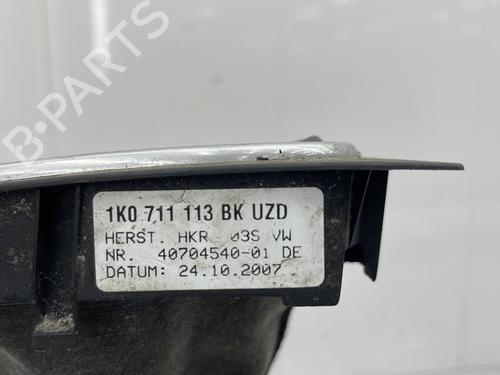 B-PARTS
1K0 711 113 BK UZD
HERST. HKR 03S VW
NR. 40704540-01 DE
DATUM: 24.10.2007